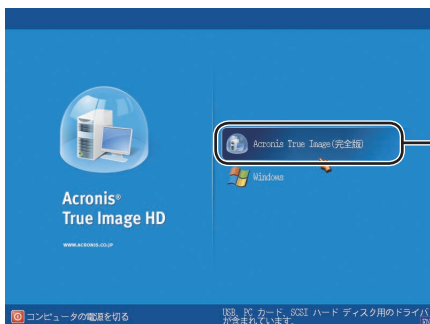 Acronis®
True Image HD
WWW.ACRONIS.CO.JP
Acronis True Image(完全版)
Windows
コンピュータの電源を切る
USB, PC カード, SCSI ハード ディスク用のドライバ
が含まれています。
EN